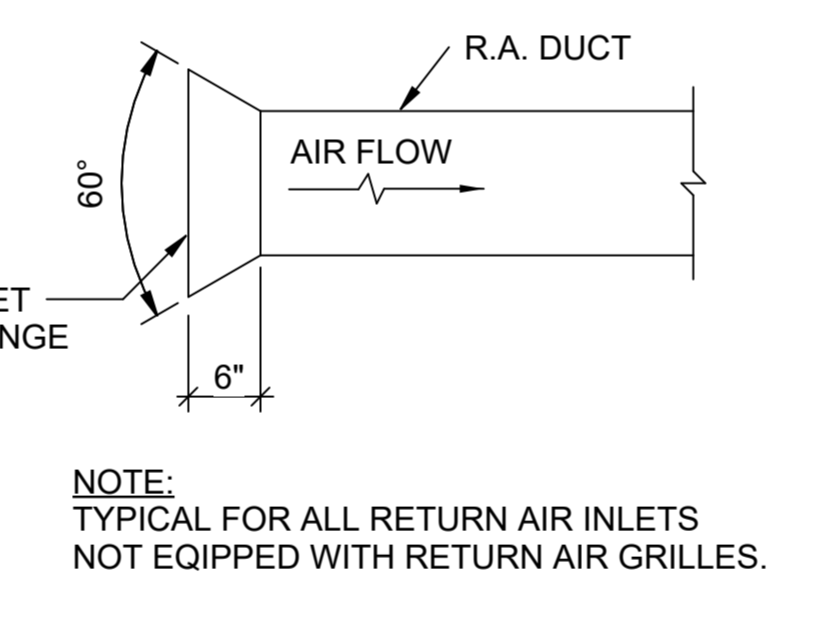 R.A. DUCT
AIR FLOW
60°
ET
NGE
6"
NOTE:
TYPICAL FOR ALL RETURN AIR INLETS
NOT EQIPPED WITH RETURN AIR GRILLES.